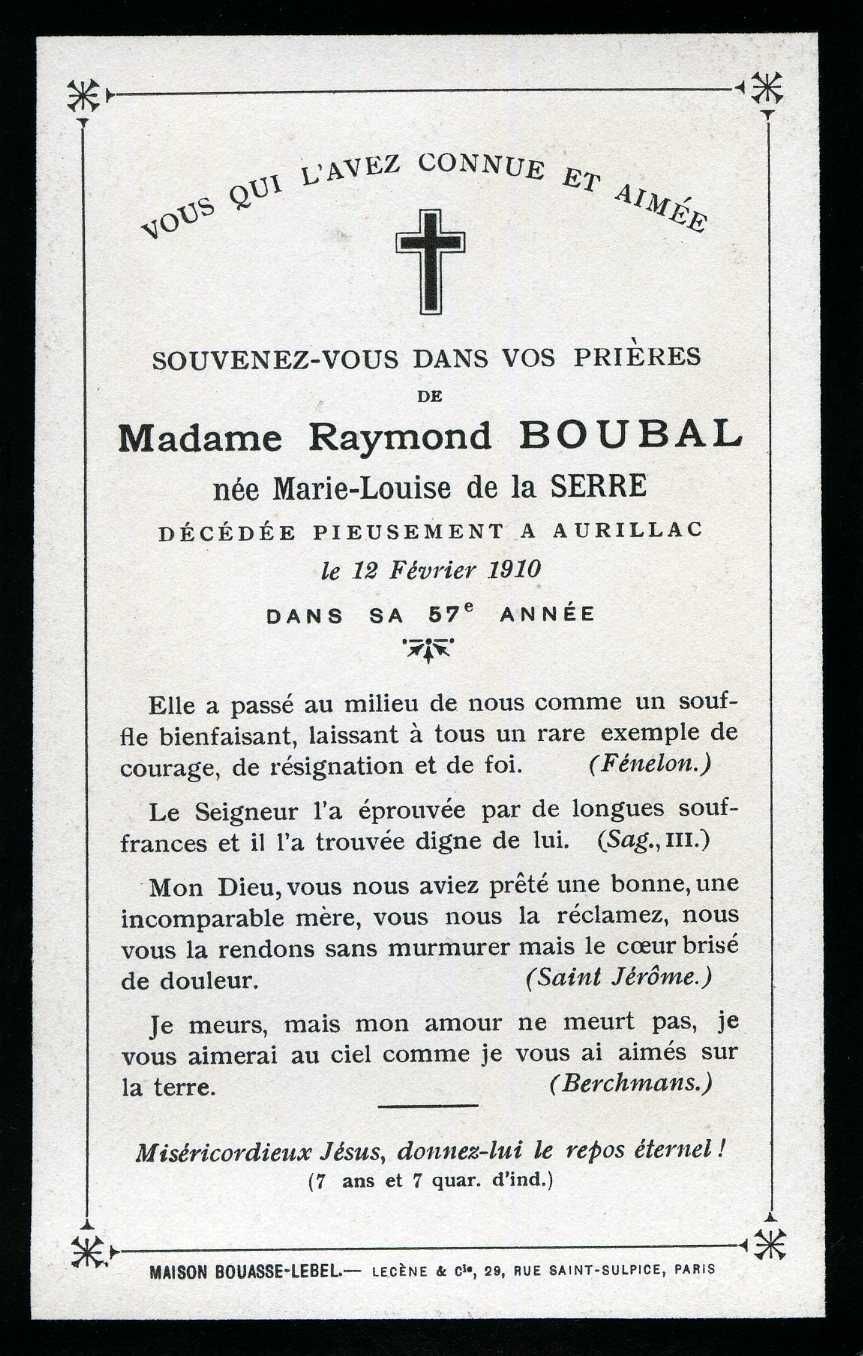 VOUS QUI L'AVEZ CONNUE ET AIMÉE
SOUVENEZ-VOUS DANS VOS PRIÈRES
DE
Madame Raymond BOUBAL
née Marie-Louise de la SERRE
DÉCÉDÉE PIEUSEMENT A AURILLAC
le 12 Février 1910
DANS SA 57e ANNÉE
Elle a passé au milieu de nous comme un souf-
fle bienfaisant, laissant à tous un rare exemple de
courage, de résignation et de foi. (Fénelon.)
Le Seigneur l'a éprouvée par de longues souf-
frances et il l'a trouvée digne de lui. (Sag., III.)
Mon Dieu, vous nous aviez prêté une bonne, une
incomparable mère, vous nous la réclamez, nous
vous la rendons sans murmurer mais le cœur brisé
de douleur. (Saint Jérôme.)
Je meurs, mais mon amour ne meurt pas, je
vous aimerai au ciel comme je vous ai aimés sur
la terre. (Berchmans.)
Miséricordieux Jésus, donnez-lui le repos éternel !
(7 ans et 7 quar. d'ind.)
MAISON BOUASSE-LEBEL.— LECÈNE & Cie, 29, RUE SAINT-SULPICE, PARIS